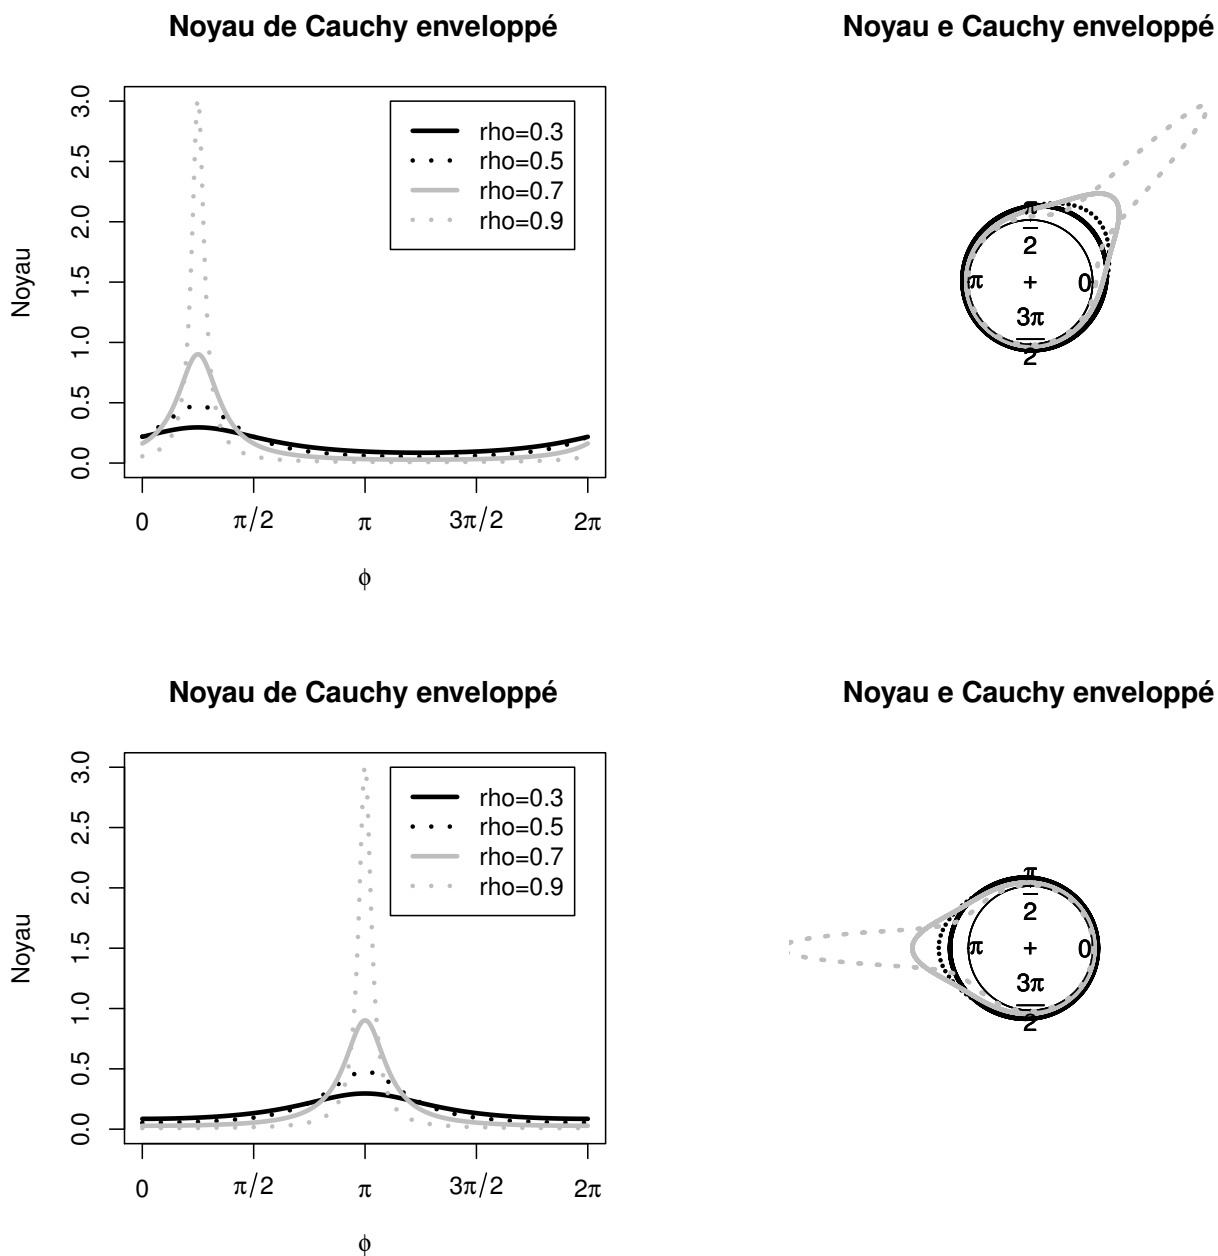 Noyau de Cauchy enveloppé
Noyau
3.0
2.5
2.0
1.5
1.0
0.5
0.0
rho=0.3
rho=0.5
rho=0.7
rho=0.9
0 π/2 π 3π/2 2π
ϕ
Noyau e Cauchy enveloppé
π
2
π + 0
3π
2
Noyau de Cauchy enveloppé
Noyau
3.0
2.5
2.0
1.5
1.0
0.5
0.0
rho=0.3
rho=0.5
rho=0.7
rho=0.9
0 π/2 π 3π/2 2π
ϕ
Noyau e Cauchy enveloppé
π
2
π + 0
3π
2